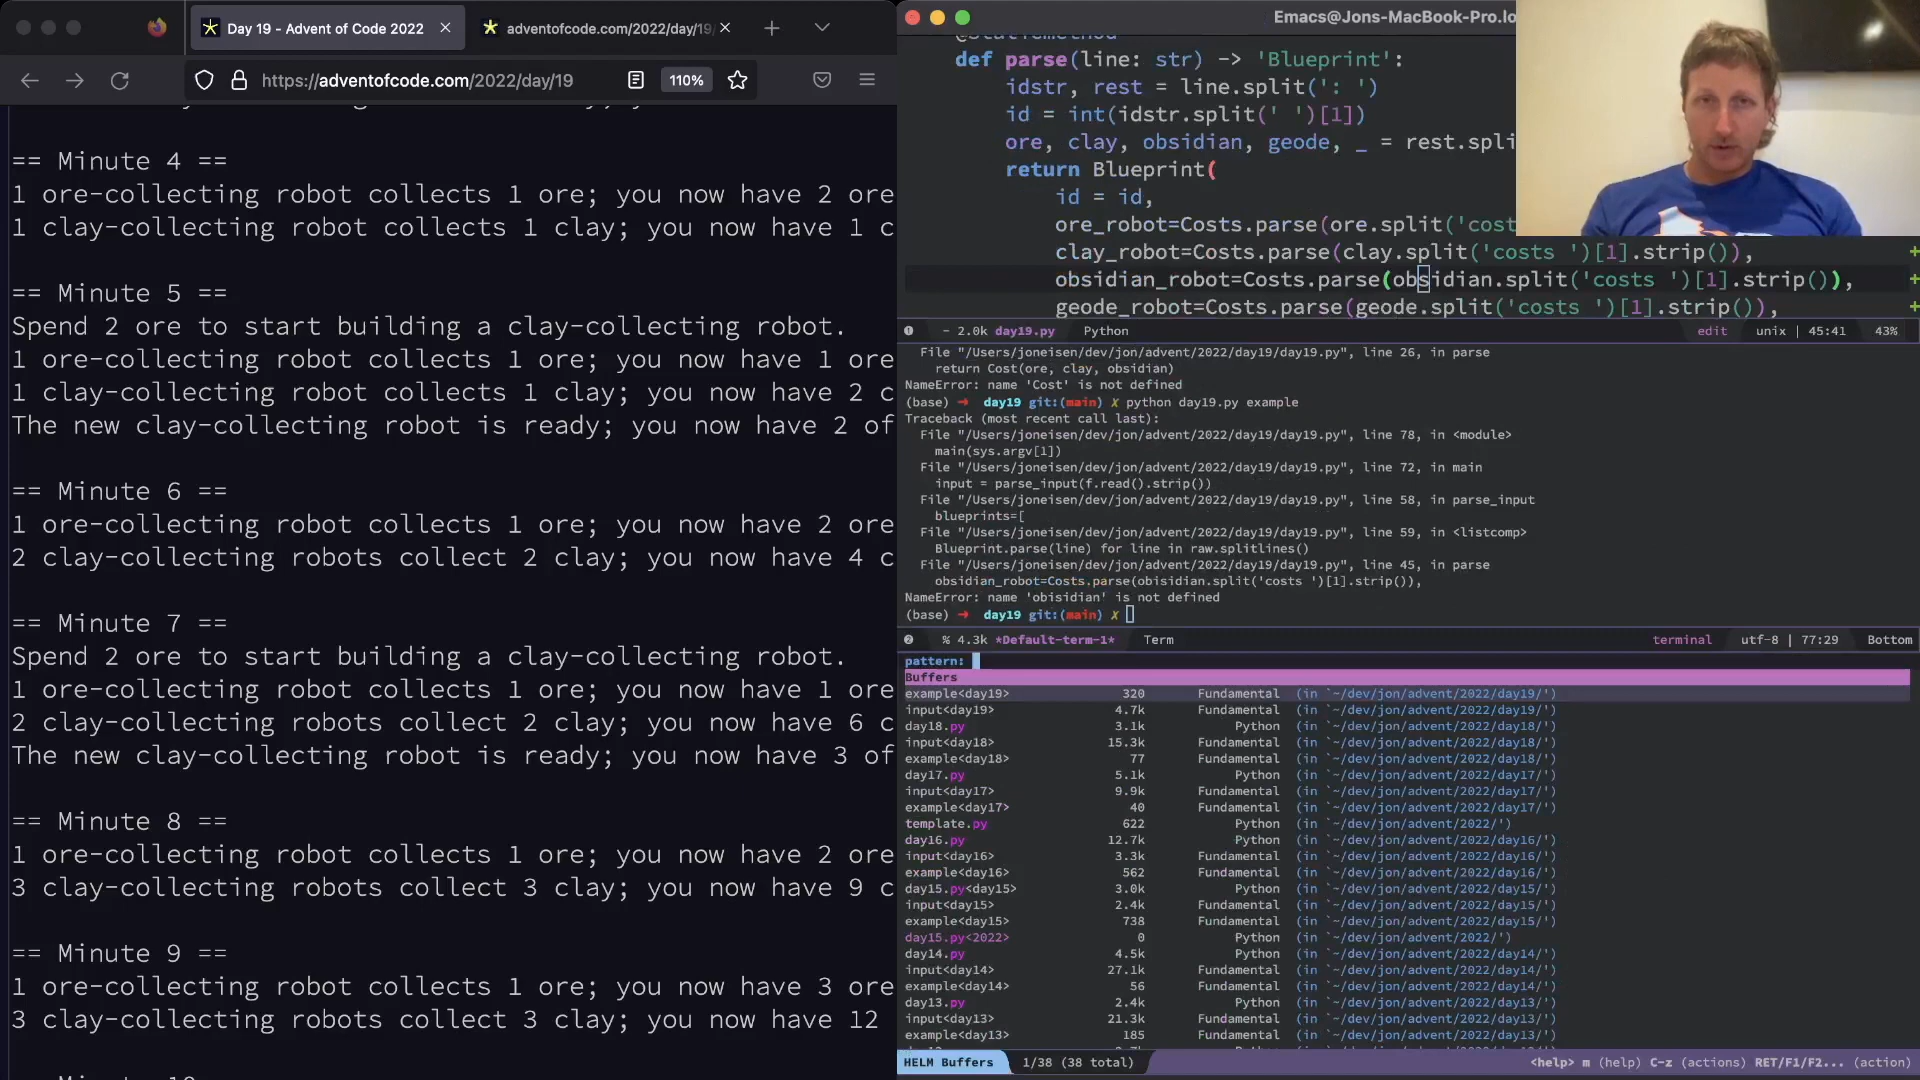 Day 19 - Advent of Code 2022
adventofcode.com/2022/day/19
https://adventofcode.com/2022/day/19
110%
== Minute 4 ==
1 ore-collecting robot collects 1 ore; you now have 2 ore
1 clay-collecting robot collects 1 clay; you now have 1 c
== Minute 5 ==
Spend 2 ore to start building a clay-collecting robot.
1 ore-collecting robot collects 1 ore; you now have 1 ore
1 clay-collecting robot collects 1 clay; you now have 2 c
The new clay-collecting robot is ready; you now have 2 of
== Minute 6 ==
1 ore-collecting robot collects 1 ore; you now have 2 ore
2 clay-collecting robots collect 2 clay; you now have 4 c
== Minute 7 ==
Spend 2 ore to start building a clay-collecting robot.
1 ore-collecting robot collects 1 ore; you now have 1 ore
2 clay-collecting robots collect 2 clay; you now have 6 c
The new clay-collecting robot is ready; you now have 3 of
== Minute 8 ==
1 ore-collecting robot collects 1 ore; you now have 2 ore
3 clay-collecting robots collect 3 clay; you now have 9 c
== Minute 9 ==
1 ore-collecting robot collects 1 ore; you now have 3 ore
3 clay-collecting robots collect 3 clay; you now have 12
Emacs@Jons-MacBook-Pro.lo
@staticmethod
def parse(line: str) -> 'Blueprint':
idstr, rest = line.split(': ')
id = int(idstr.split(' ')[1])
ore, clay, obsidian, geode, _ = rest.spli
return Blueprint(
id = id,
ore_robot=Costs.parse(ore.split('cost
clay_robot=Costs.parse(clay.split('costs ')[1].strip()),
obsidian_robot=Costs.parse(obsidian.split('costs ')[1].strip()),
geode_robot=Costs.parse(geode.split('costs ')[1].strip()),
- 2.0k day19.py Python edit unix | 45:41 43%
File "/Users/joneisen/dev/jon/advent/2022/day19/day19.py", line 26, in parse
return Cost(ore, clay, obsidian)
NameError: name 'Cost' is not defined
(base) ➜ day19 git:(main) ✗ python day19.py example
Traceback (most recent call last):
File "/Users/joneisen/dev/jon/advent/2022/day19/day19.py", line 78, in <module>
main(sys.argv[1])
File "/Users/joneisen/dev/jon/advent/2022/day19/day19.py", line 72, in main
input = parse_input(f.read().strip())
File "/Users/joneisen/dev/jon/advent/2022/day19/day19.py", line 58, in parse_input
blueprints=[
File "/Users/joneisen/dev/jon/advent/2022/day19/day19.py", line 59, in <listcomp>
Blueprint.parse(line) for line in raw.splitlines()
File "/Users/joneisen/dev/jon/advent/2022/day19/day19.py", line 45, in parse
obsidian_robot=Costs.parse(obisidian.split('costs ')[1].strip()),
NameError: name 'obisidian' is not defined
(base) ➜ day19 git:(main) ✗
% 4.3k *Default-term-1* Term terminal utf-8 | 77:29 Bottom
pattern:
Buffers
example<day19> 320 Fundamental (in `~/dev/jon/advent/2022/day19/')
input<day19> 4.7k Fundamental (in `~/dev/jon/advent/2022/day19/')
day18.py 3.1k Python (in `~/dev/jon/advent/2022/day18/')
input<day18> 15.3k Fundamental (in `~/dev/jon/advent/2022/day18/')
example<day18> 77 Fundamental (in `~/dev/jon/advent/2022/day18/')
day17.py 5.1k Python (in `~/dev/jon/advent/2022/day17/')
input<day17> 9.9k Fundamental (in `~/dev/jon/advent/2022/day17/')
example<day17> 40 Fundamental (in `~/dev/jon/advent/2022/day17/')
template.py 622 Python (in `~/dev/jon/advent/2022/')
day16.py 12.7k Python (in `~/dev/jon/advent/2022/day16/')
input<day16> 3.3k Fundamental (in `~/dev/jon/advent/2022/day16/')
example<day16> 562 Fundamental (in `~/dev/jon/advent/2022/day16/')
day15.py<day15> 3.0k Python (in `~/dev/jon/advent/2022/day15/')
input<day15> 2.4k Fundamental (in `~/dev/jon/advent/2022/day15/')
example<day15> 738 Fundamental (in `~/dev/jon/advent/2022/day15/')
day15.py<2022> 0 Python (in `~/dev/jon/advent/2022/')
day14.py 4.5k Python (in `~/dev/jon/advent/2022/day14/')
input<day14> 27.1k Fundamental (in `~/dev/jon/advent/2022/day14/')
example<day14> 56 Fundamental (in `~/dev/jon/advent/2022/day14/')
day13.py 2.4k Python (in `~/dev/jon/advent/2022/day13/')
input<day13> 21.3k Fundamental (in `~/dev/jon/advent/2022/day13/')
example<day13> 185 Fundamental (in `~/dev/jon/advent/2022/day13/')
HELM Buffers 1/38 (38 total) <help> m (help) C-z (actions) RET/F1/F2... (action)